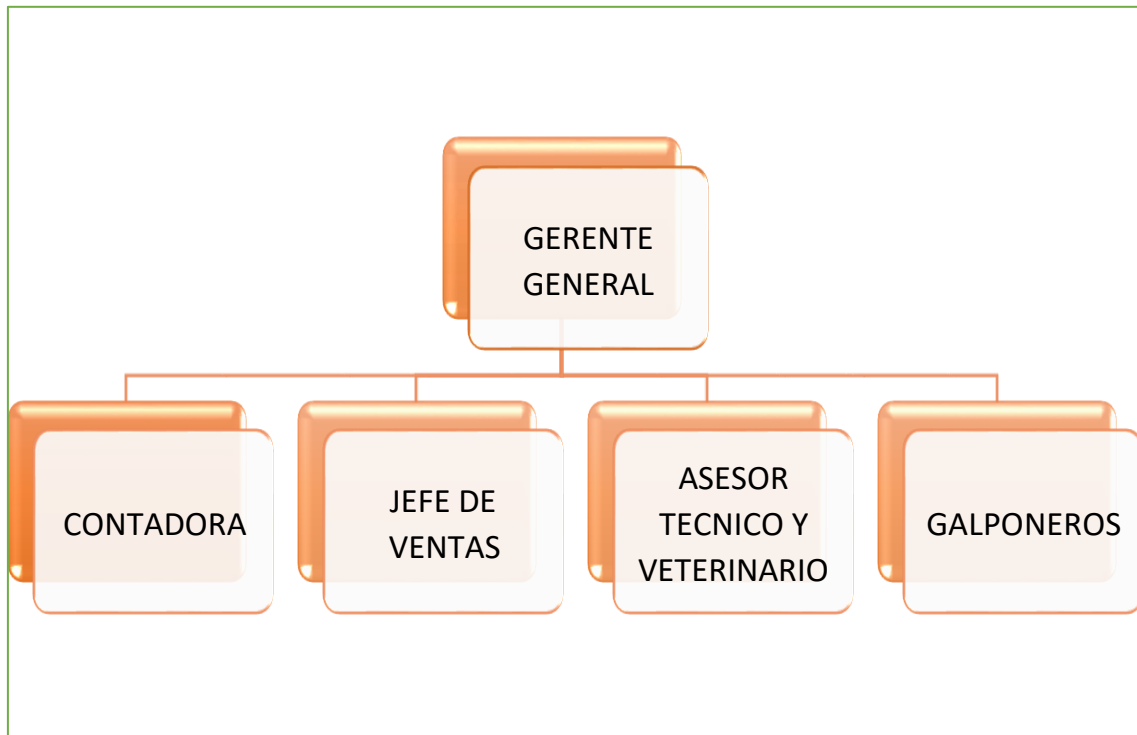 GERENTE
GENERAL
CONTADORA
JEFE DE
VENTAS
ASESOR
TECNICO Y
VETERINARIO
GALPONEROS